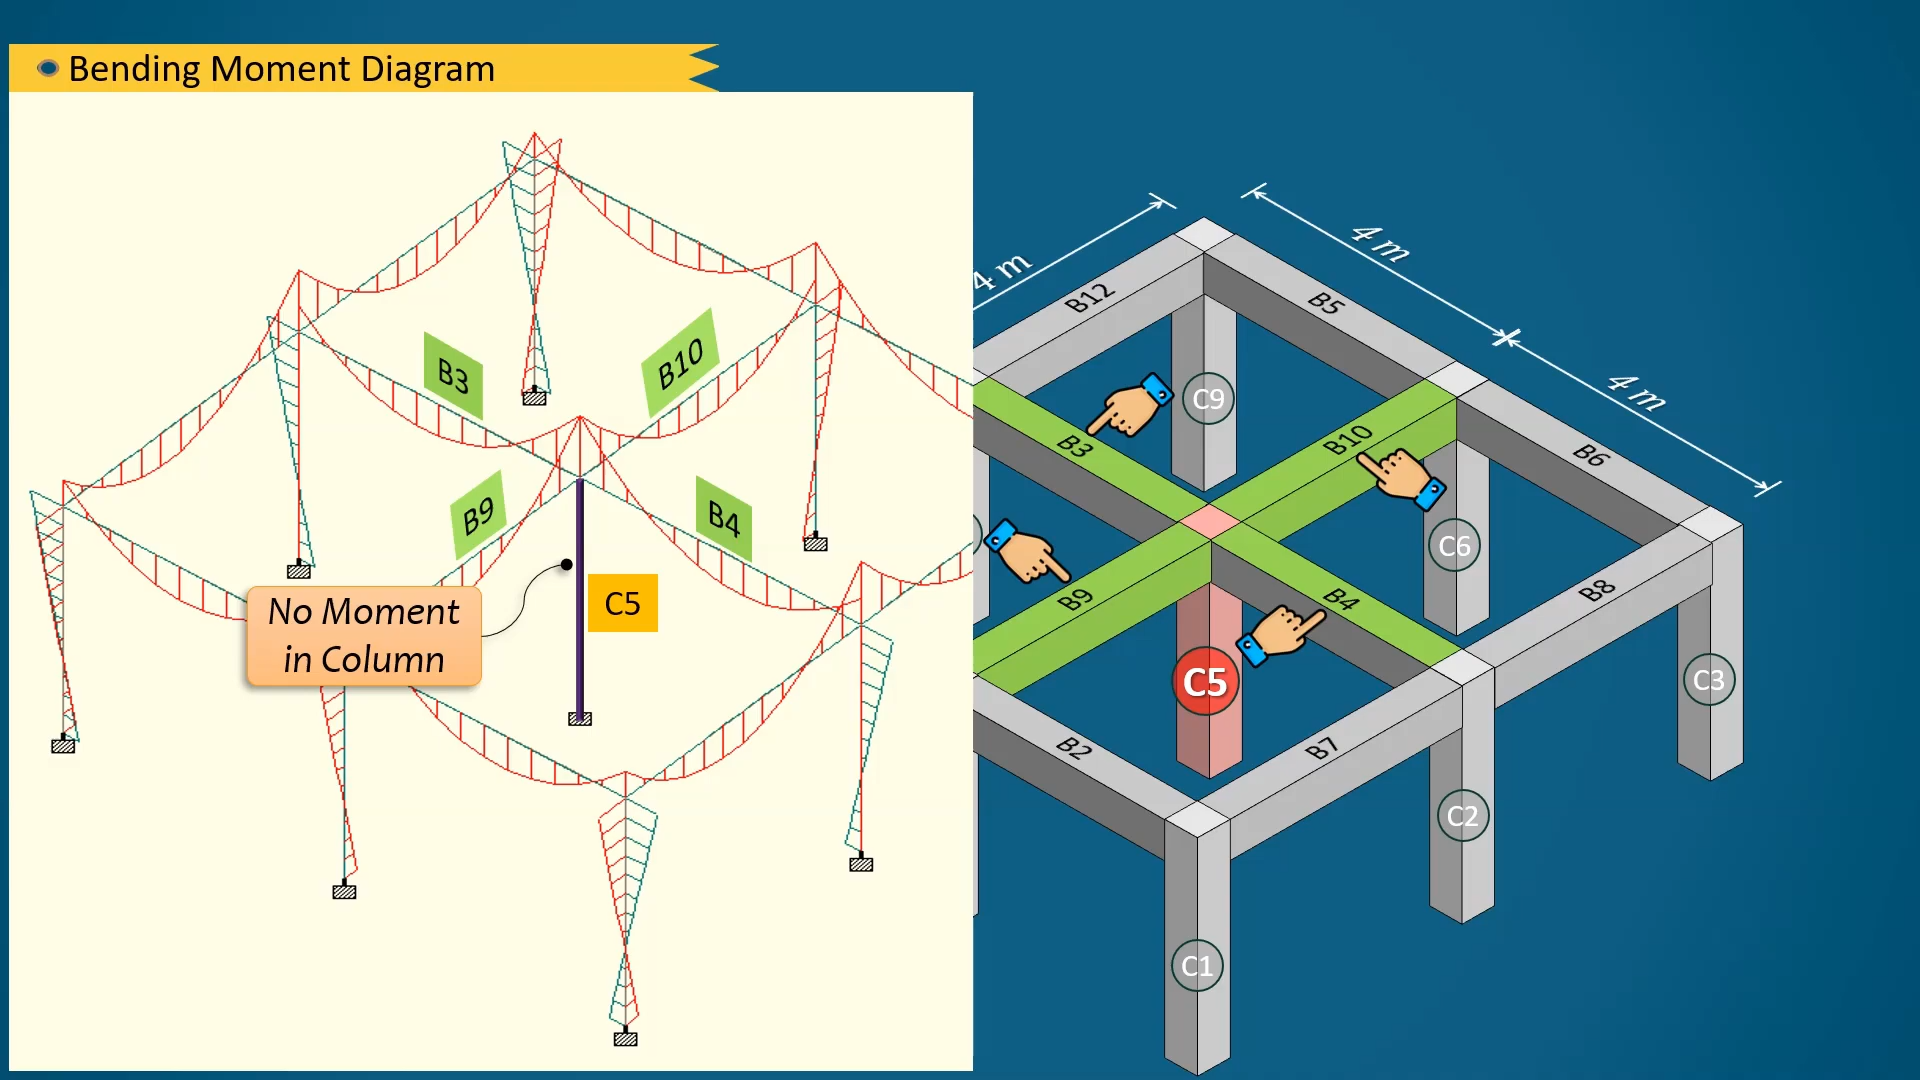 Bending Moment Diagram
B3
B10
B9
B4
No Moment
in Column
C5
4 m
4 m
4 m
B12
B5
C9
B3
B10
B6
C6
B9
B4
B8
C5
C3
B2
B7
C2
C1